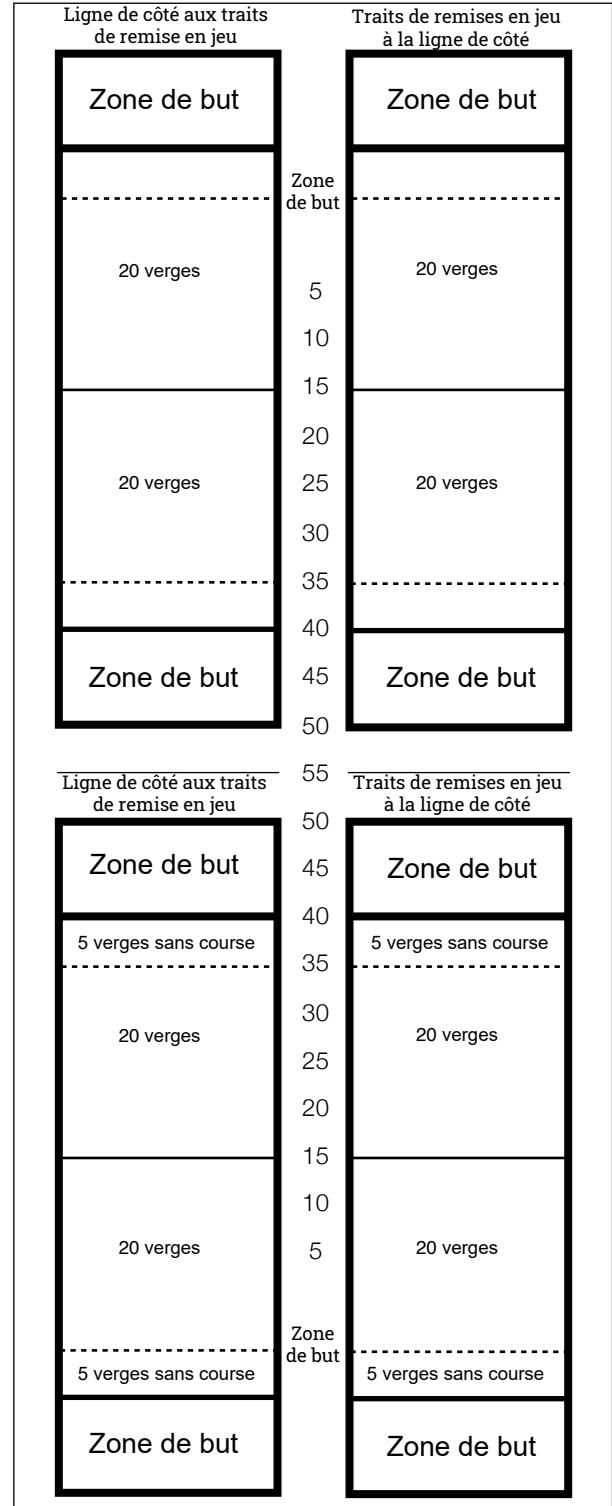 Ligne de côté aux traits
de remise en jeu
Traits de remises en jeu
à la ligne de côté
Zone de but
Zone de but
Zone
de but
20 verges
20 verges
5
10
15
20
20 verges
20 verges
25
30
35
40
Zone de but
Zone de but
45
50
55
Ligne de côté aux traits
de remise en jeu
Traits de remises en jeu
à la ligne de côté
50
Zone de but
Zone de but
45
40
5 verges sans course
5 verges sans course
35
30
20 verges
20 verges
25
20
15
10
20 verges
20 verges
5
Zone
de but
5 verges sans course
5 verges sans course
Zone de but
Zone de but